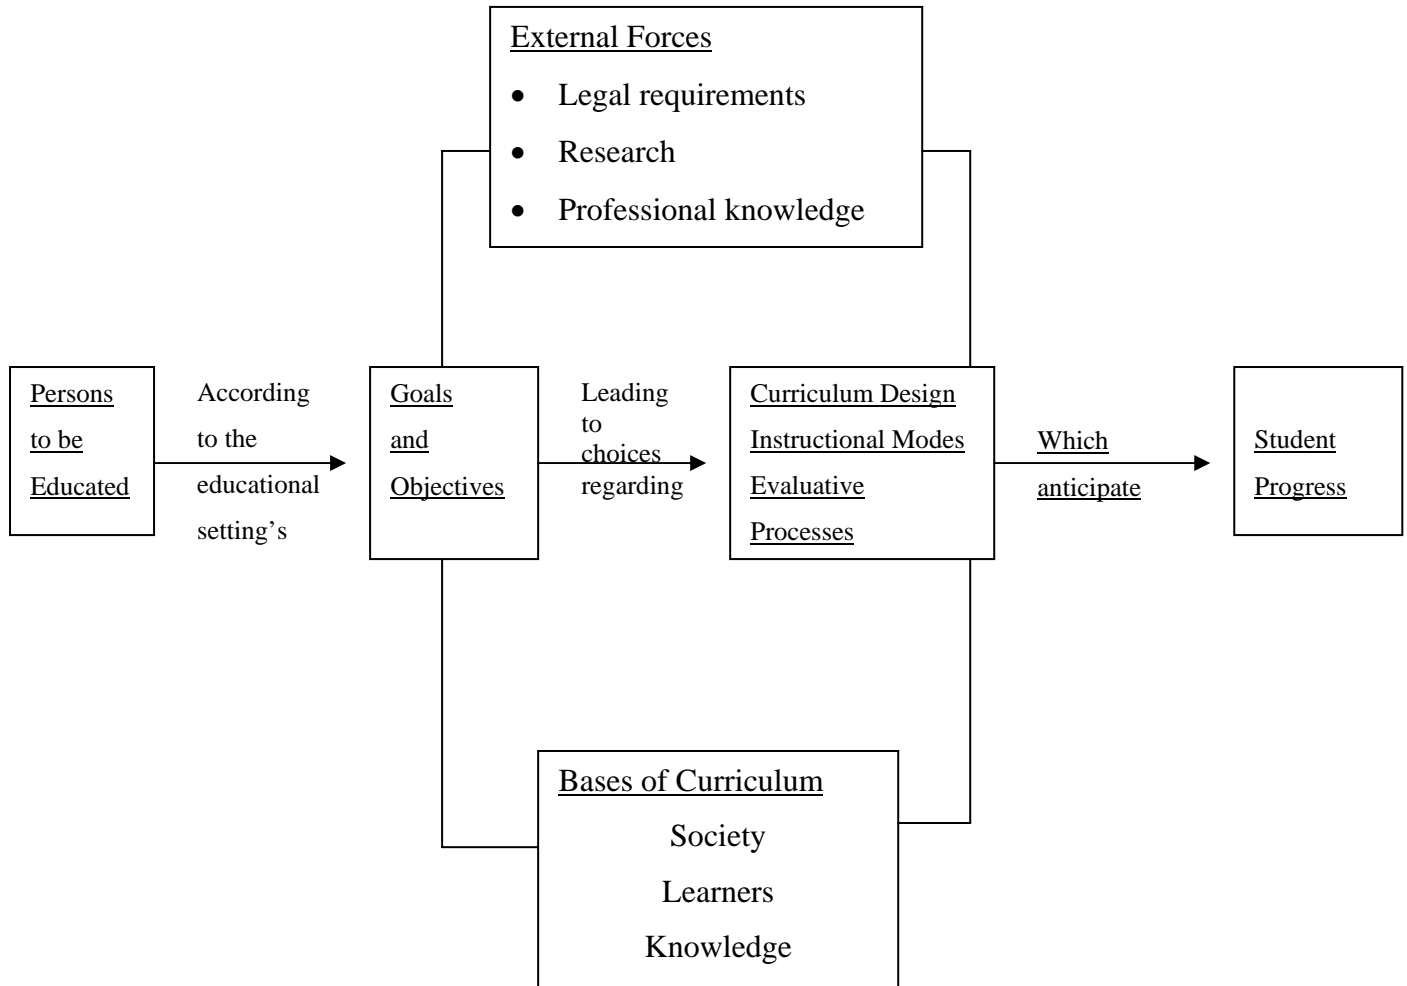 External Forces
• Legal requirements
• Research
• Professional knowledge
Persons
to be
Educated
According
to the
educational
setting’s
Goals
and
Objectives
Leading
to
choices
regarding
Curriculum Design
Instructional Modes
Evaluative
Processes
Which
anticipate
Student
Progress
Bases of Curriculum
Society
Learners
Knowledge